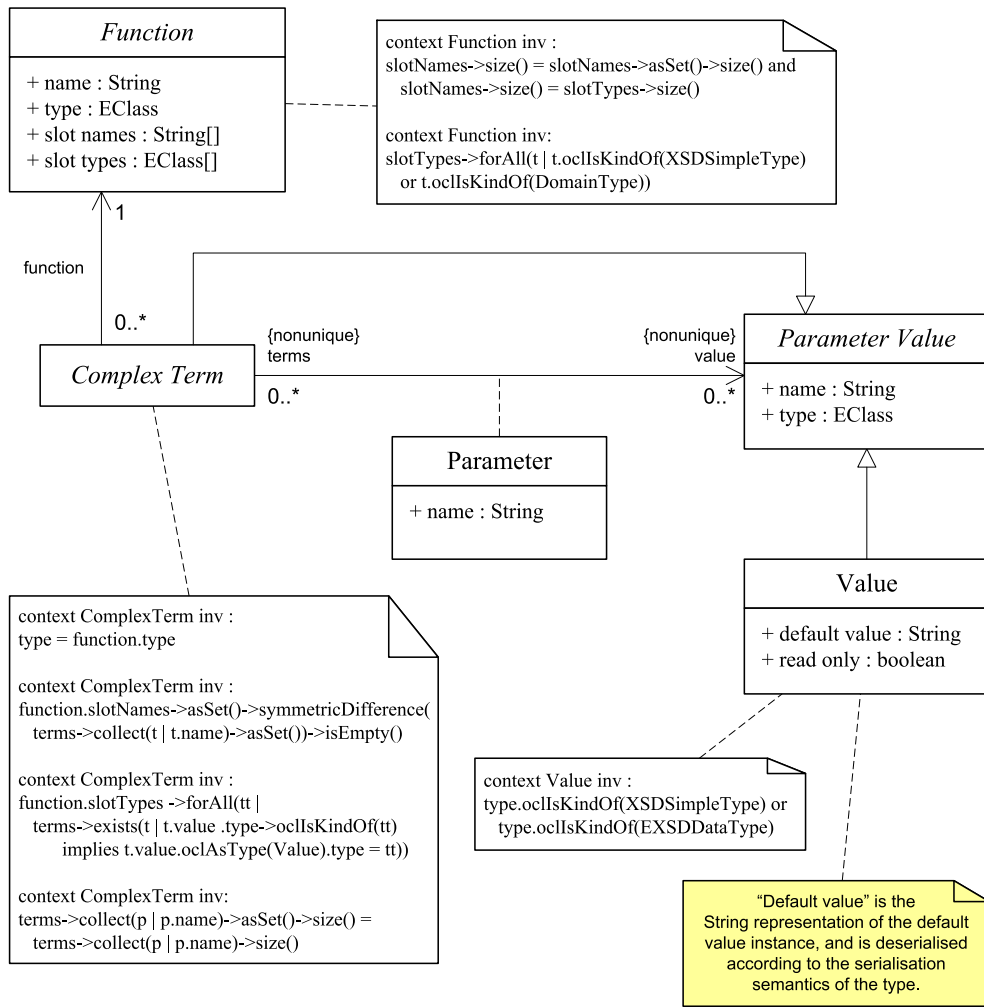 Function
+ name : String
+ type : EClass
+ slot names : String[]
+ slot types : EClass[]
context Function inv :
slotNames->size() = slotNames->asSet()->size() and
slotNames->size() = slotTypes->size()
context Function inv:
slotTypes->forAll(t | t.oclIsKindOf(XSDSimpleType)
or t.oclIsKindOf(DomainType))
1
function
0..*
Complex Term
{nonunique}
terms
0..*
{nonunique}
value
0..*
Parameter Value
+ name : String
+ type : EClass
Parameter
+ name : String
Value
+ default value : String
+ read only : boolean
context ComplexTerm inv :
type = function.type
context ComplexTerm inv :
function.slotNames->asSet()->symmetricDifference(
terms->collect(t | t.name)->asSet())->isEmpty()
context ComplexTerm inv :
function.slotTypes ->forAll(tt |
terms->exists(t | t.value .type->oclIsKindOf(tt)
implies t.value.oclAsType(Value).type = tt))
context ComplexTerm inv:
terms->collect(p | p.name)->asSet()->size() =
terms->collect(p | p.name)->size()
context Value inv :
type.oclIsKindOf(XSDSimpleType) or
type.oclIsKindOf(EXSDDataType)
“Default value” is the
String representation of the default
value instance, and is deserialised
according to the serialisation
semantics of the type.